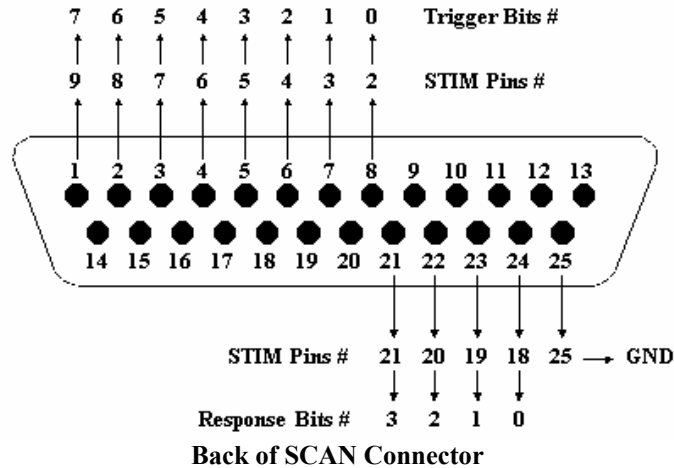 7 6 5 4 3 2 1 0 Trigger Bits #
9 8 7 6 5 4 3 2 STIM Pins #
1 2 3 4 5 6 7 8 9 10 11 12 13
14 15 16 17 18 19 20 21 22 23 24 25
STIM Pins # 21 20 19 18 25 GND
Response Bits # 3 2 1 0
Back of SCAN Connector